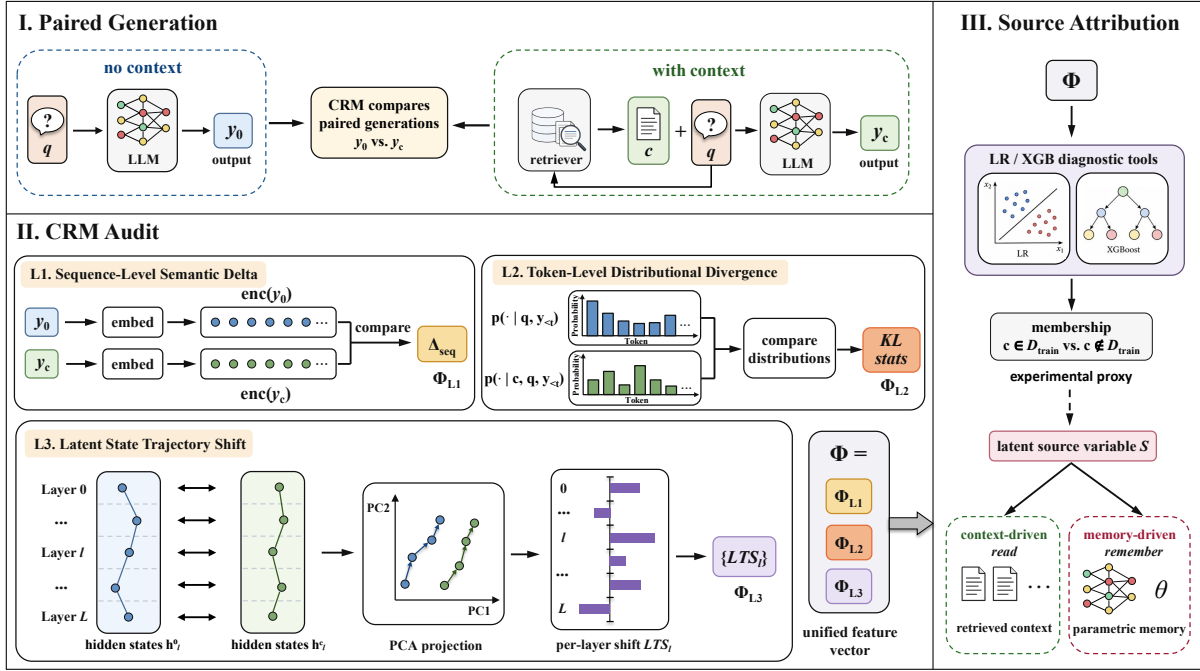 I. Paired Generation
no context
?
q
LLM
y0
output
CRM compares
paired generations
y0 vs. yc
with context
retriever
c
+
?
q
LLM
yc
output
II. CRM Audit
L1. Sequence-Level Semantic Delta
enc(y0)
y0
embed
...
compare
yc
embed
...
enc(yc)
Δseq
ΦL1
L2. Token-Level Distributional Divergence
p(· | q, y<t)
Probability
...
Token
p(· | c, q, y<t)
Probability
...
Token
compare
distributions
KL
stats
ΦL2
L3. Latent State Trajectory Shift
Layer 0
...
Layer l
...
Layer L
hidden states h0l
hidden states hcl
PC2
PC1
PCA projection
0
...
l
...
L
per-layer shift LTSl
{LTSl}
ΦL3
Φ =
ΦL1
ΦL2
ΦL3
unified feature
vector
III. Source Attribution
Φ
LR / XGB diagnostic tools
x2
x1
LR
XGBoost
membership
c ∈ Dtrain vs. c ∉ Dtrain
experimental proxy
latent source variable S
context-driven
read
...
retrieved context
memory-driven
remember
θ
parametric memory